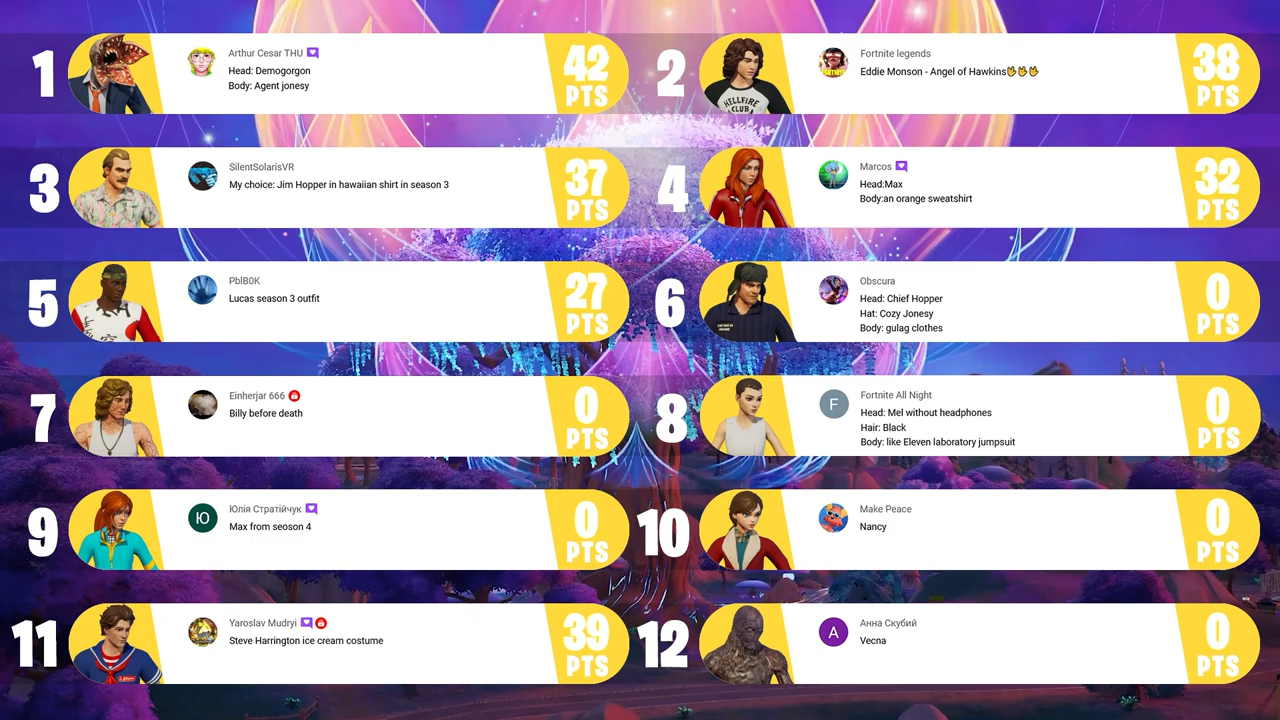 1
Arthur Cesar THU
Head: Demogorgon
Body: Agent jonesy
42
PTS
2
HELLFIRE
CLUB
Fortnite legends
Eddie Monson - Angel of Hawkins🤟🤟🤟
38
PTS
3
SilentSolarisVR
My choice: Jim Hopper in hawaiian shirt in season 3
37
PTS
4
Marcos
Head:Max
Body:an orange sweatshirt
32
PTS
5
PblB0K
Lucas season 3 outfit
27
PTS
6
Obscura
Head: Chief Hopper
Hat: Cozy Jonesy
Body: gulag clothes
0
PTS
7
Einherjar 666
Billy before death
0
PTS
8
F
Fortnite All Night
Head: Mel without headphones
Hair: Black
Body: like Eleven laboratory jumpsuit
0
PTS
9
Ю
Юлія Стратійчук
Max from seoson 4
0
PTS
10
Make Peace
Nancy
0
PTS
11
Yaroslav Mudryi
Steve Harrington ice cream costume
39
PTS
12
А
Анна Скубий
Vecna
0
PTS